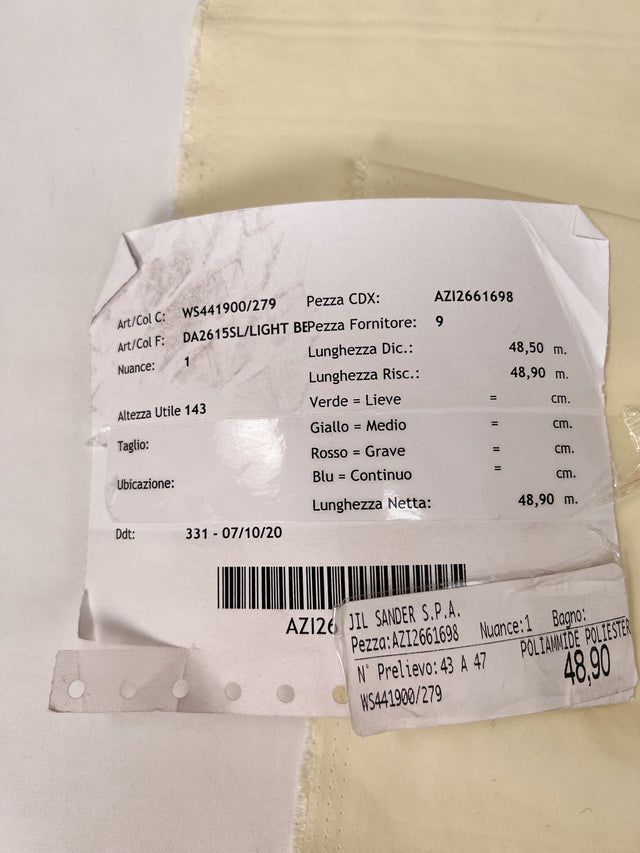 Art/Col C: WS441900/279 Pezza CDX: AZI2661698
Art/Col F: DA2615SL/LIGHT BE Pezza Fornitore: 9
Nuance: 1 Lunghezza Dic.: 48,50 m.
Lunghezza Risc.: 48,90 m.
Altezza Utile 143 Verde = Lieve = cm.
Taglio: Giallo = Medio = cm.
Rosso = Grave = cm.
Ubicazione: Blu = Continuo = cm.
Lunghezza Netta: 48,90 m.
Ddt: 331 - 07/10/20
AZI26
JIL SANDER S.P.A.
Pezza:AZI2661698 Nuance:1 Bagno:
POLIAMMIDE POLIESTER
N° Prelievo: 43 A 47 48,90
WS441900/279